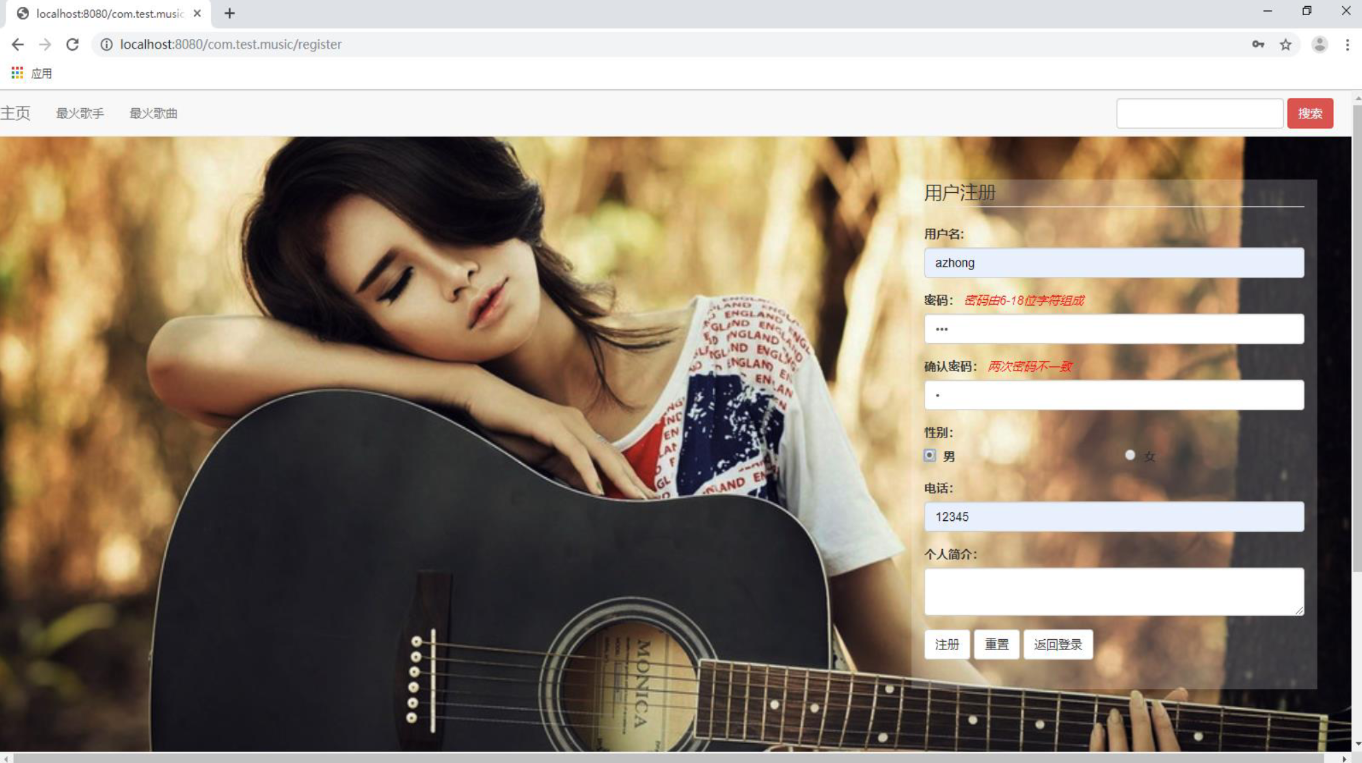 localhost:8080/com.test.music
localhost:8080/com.test.music/register
应用
主页 最火歌手 最火歌曲 搜索
用户注册
用户名：
azhong
密码： 密码由6-18位字符组成
•••
确认密码： 两次密码不一致
•
性别：
男 女
电话：
12345
个人简介：
注册 重置 返回登录
ENGLAND ENGLAND
MONICA